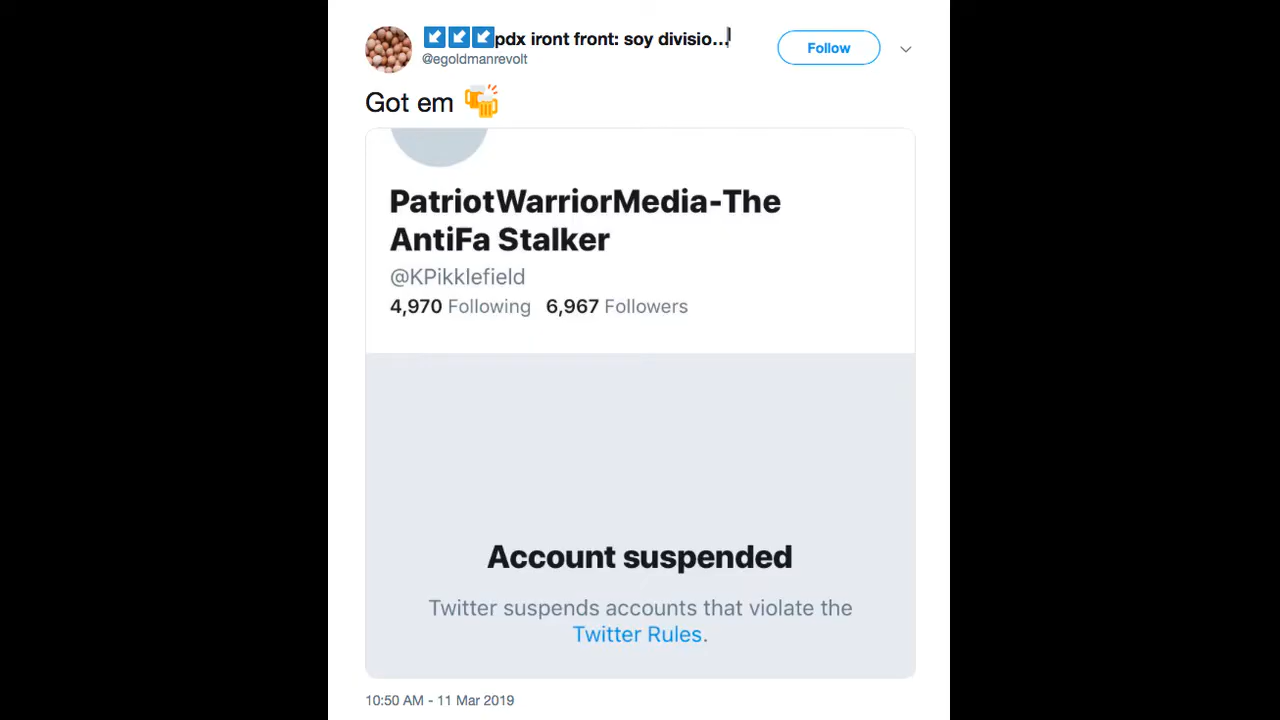 ↙️↙️↙️pdx iront front: soy divisio...
@egoldmanrevolt
Follow
Got em 🍻
PatriotWarriorMedia-The
AntiFa Stalker
@KPikklefield
4,970 Following 6,967 Followers
Account suspended
Twitter suspends accounts that violate the
Twitter Rules.
10:50 AM - 11 Mar 2019